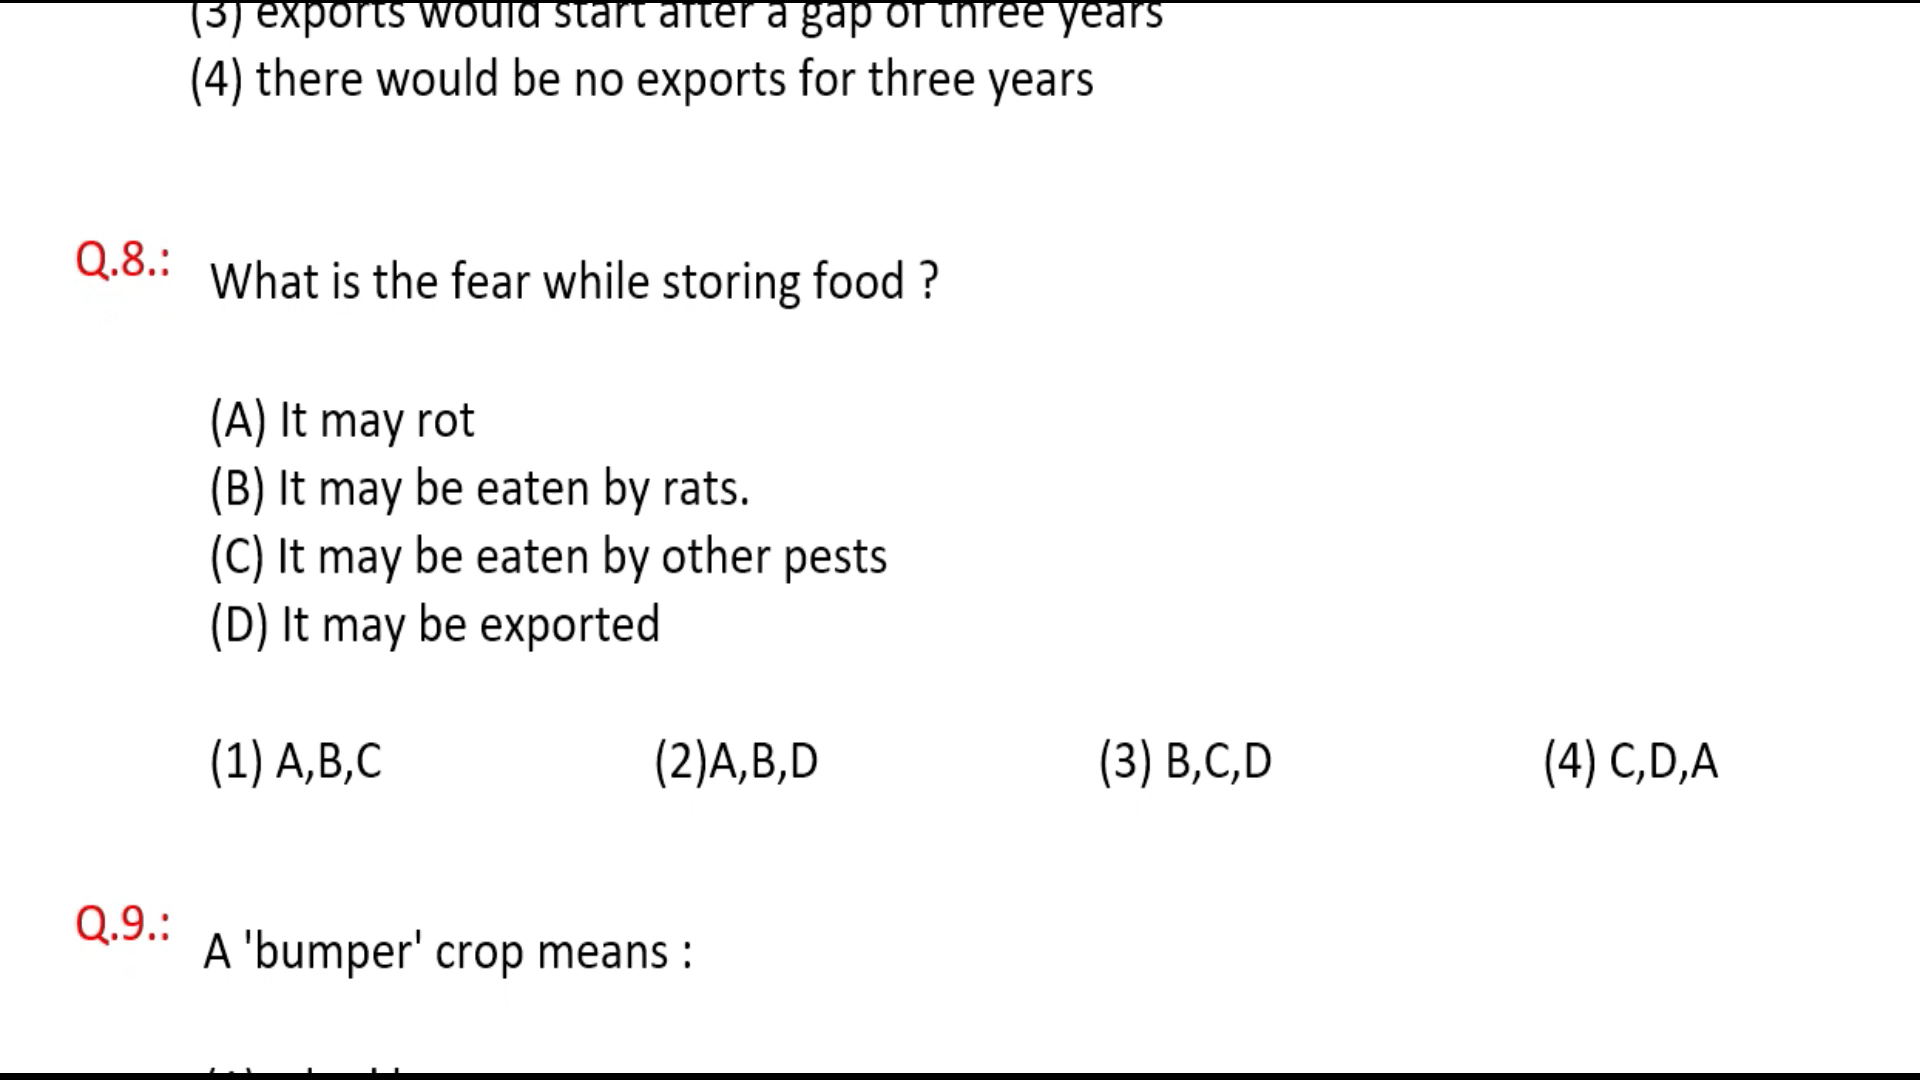 (3) exports would start after a gap of three years
(4) there would be no exports for three years
Q.8.:
What is the fear while storing food ?
(A) It may rot
(B) It may be eaten by rats.
(C) It may be eaten by other pests
(D) It may be exported
(1) A,B,C (2)A,B,D (3) B,C,D (4) C,D,A
Q.9.:
A 'bumper' crop means :